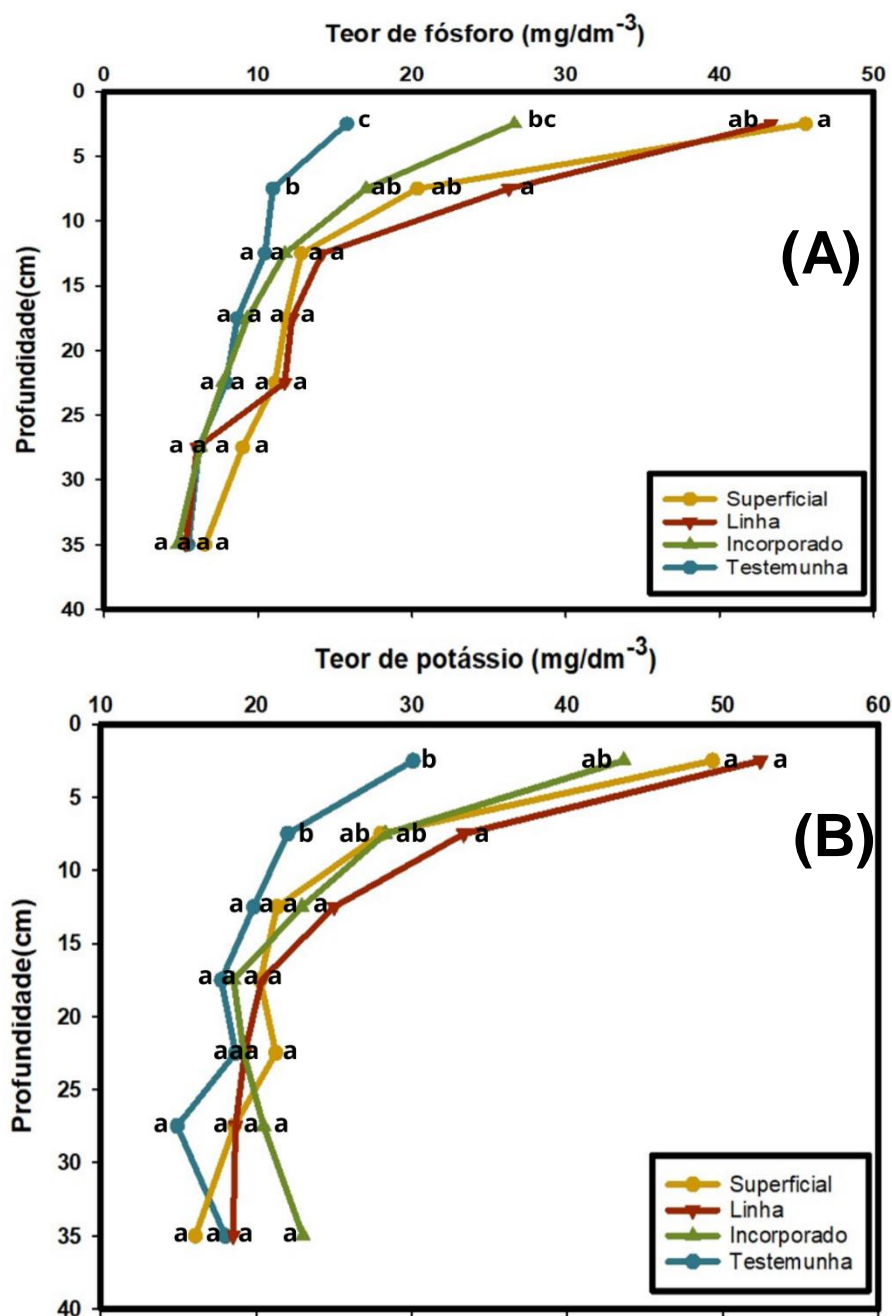 Teor de fósforo (mg/dm-3)
0 10 20 30 40 50
0
5
10
15
20
25
30
35
40
Profundidade(cm)
c bc ab a
b ab ab a
a a a a
a a a a
a a a a
a a a a
a a a a
(A)
Superficial
Linha
Incorporado
Testemunha
Teor de potássio (mg/dm-3)
10 20 30 40 50 60
0
5
10
15
20
25
30
35
40
Profundidade(cm)
b ab a a
b ab ab a
a a a a
a a a a
a a a a
a a a a
a a a a
(B)
Superficial
Linha
Incorporado
Testemunha